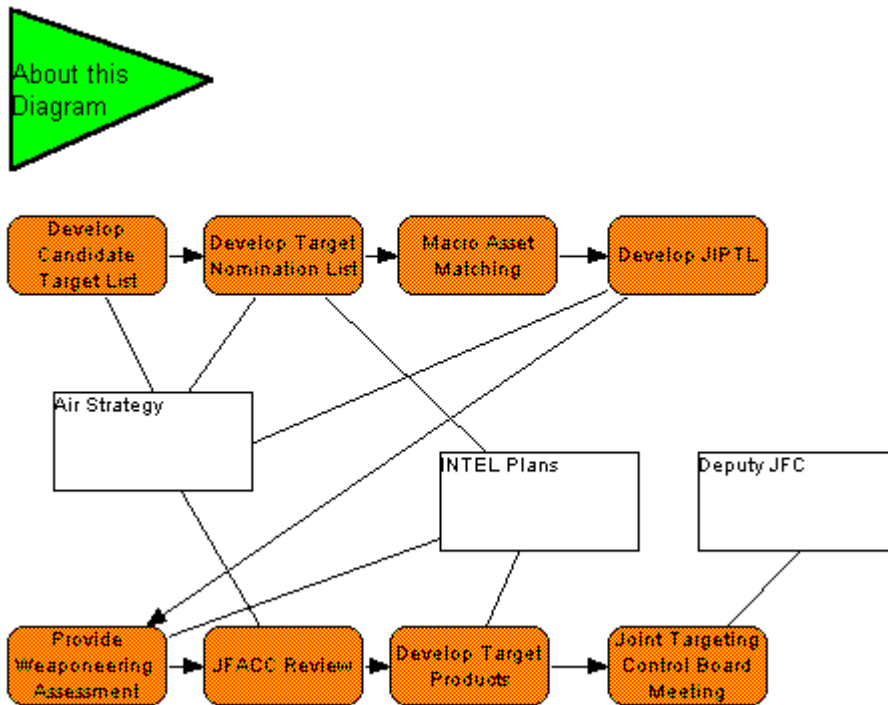 About this
Diagram
Develop
Candidate
Target List
Develop Target
Nomination List
Macro Asset
Matching
Develop JIPTL
Air Strategy
INTEL Plans
Deputy JFC
Provide
Weaponeering
Assessment
JFACC Review
Develop Target
Products
Joint Targeting
Control Board
Meeting